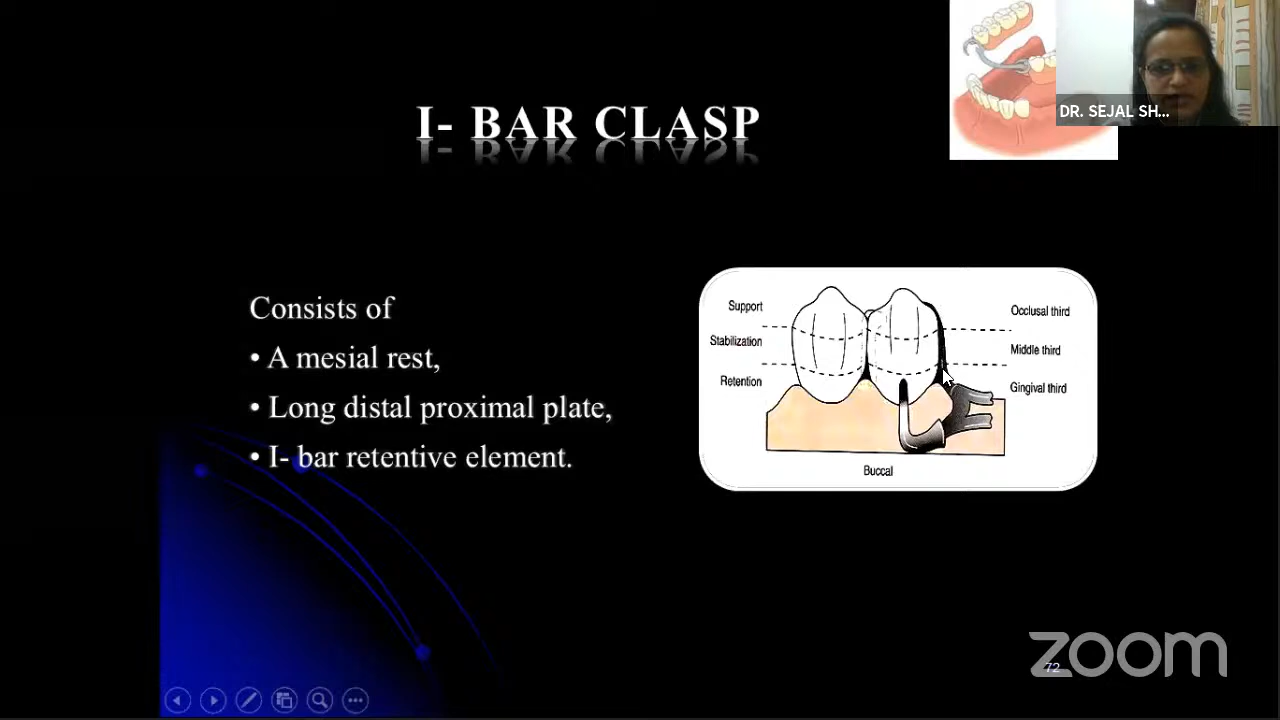 DR. SEJAL SH...
I- BAR CLASP
Consists of
• A mesial rest,
• Long distal proximal plate,
• I- bar retentive element.
Support
Stabilization
Retention
Occlusal third
Middle third
Gingival third
Buccal
zoom
72